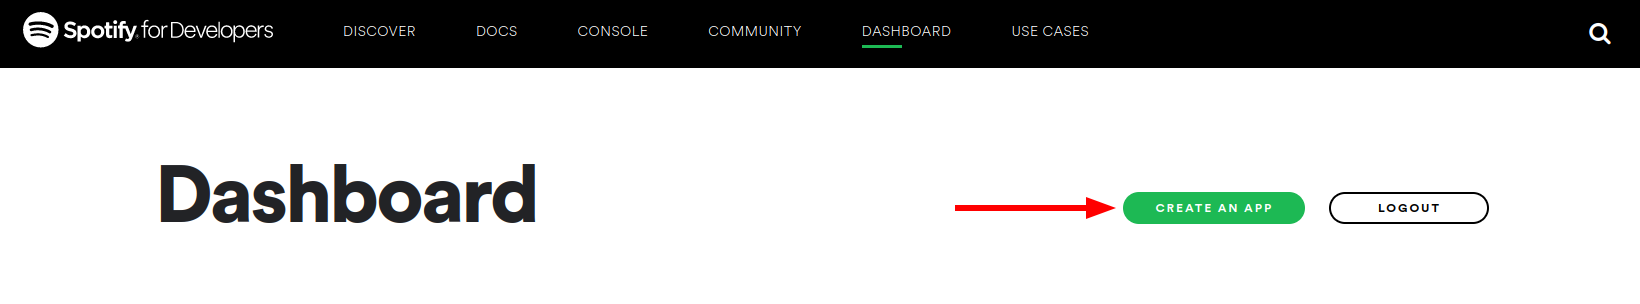 Spotify for Developers
DISCOVER
DOCS
CONSOLE
COMMUNITY
DASHBOARD
USE CASES
Dashboard
CREATE AN APP
LOGOUT